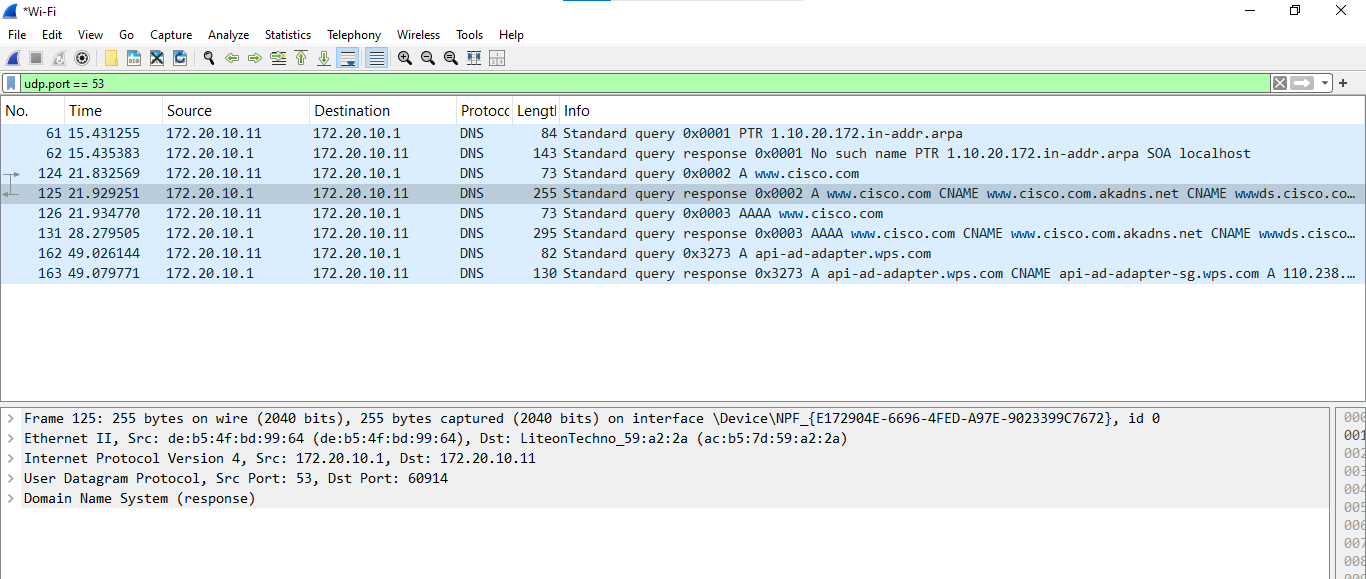 *Wi-Fi
File Edit View Go Capture Analyze Statistics Telephony Wireless Tools Help
udp.port == 53
No. Time Source Destination Protoc Lengtl Info
61 15.431255 172.20.10.11 172.20.10.1 DNS 84 Standard query 0x0001 PTR 1.10.20.172.in-addr.arpa
62 15.435383 172.20.10.1 172.20.10.11 DNS 143 Standard query response 0x0001 No such name PTR 1.10.20.172.in-addr.arpa SOA localhost
124 21.832569 172.20.10.11 172.20.10.1 DNS 73 Standard query 0x0002 A www.cisco.com
125 21.929251 172.20.10.1 172.20.10.11 DNS 255 Standard query response 0x0002 A www.cisco.com CNAME www.cisco.com.akadns.net CNAME wwwds.cisco.co…
126 21.934770 172.20.10.11 172.20.10.1 DNS 73 Standard query 0x0003 AAAA www.cisco.com
131 28.279505 172.20.10.1 172.20.10.11 DNS 295 Standard query response 0x0003 AAAA www.cisco.com CNAME www.cisco.com.akadns.net CNAME wwwds.cisco…
162 49.026144 172.20.10.11 172.20.10.1 DNS 82 Standard query 0x3273 A api-ad-adapter.wps.com
163 49.079771 172.20.10.1 172.20.10.11 DNS 130 Standard query response 0x3273 A api-ad-adapter.wps.com CNAME api-ad-adapter-sg.wps.com A 110.238.…
Frame 125: 255 bytes on wire (2040 bits), 255 bytes captured (2040 bits) on interface \Device\NPF_{E172904E-6696-4FED-A97E-9023399C7672}, id 0
Ethernet II, Src: de:b5:4f:bd:99:64 (de:b5:4f:bd:99:64), Dst: LiteonTechno_59:a2:2a (ac:b5:7d:59:a2:2a)
Internet Protocol Version 4, Src: 172.20.10.1, Dst: 172.20.10.11
User Datagram Protocol, Src Port: 53, Dst Port: 60914
Domain Name System (response)
000
001
002
003
004
005
006
007
008